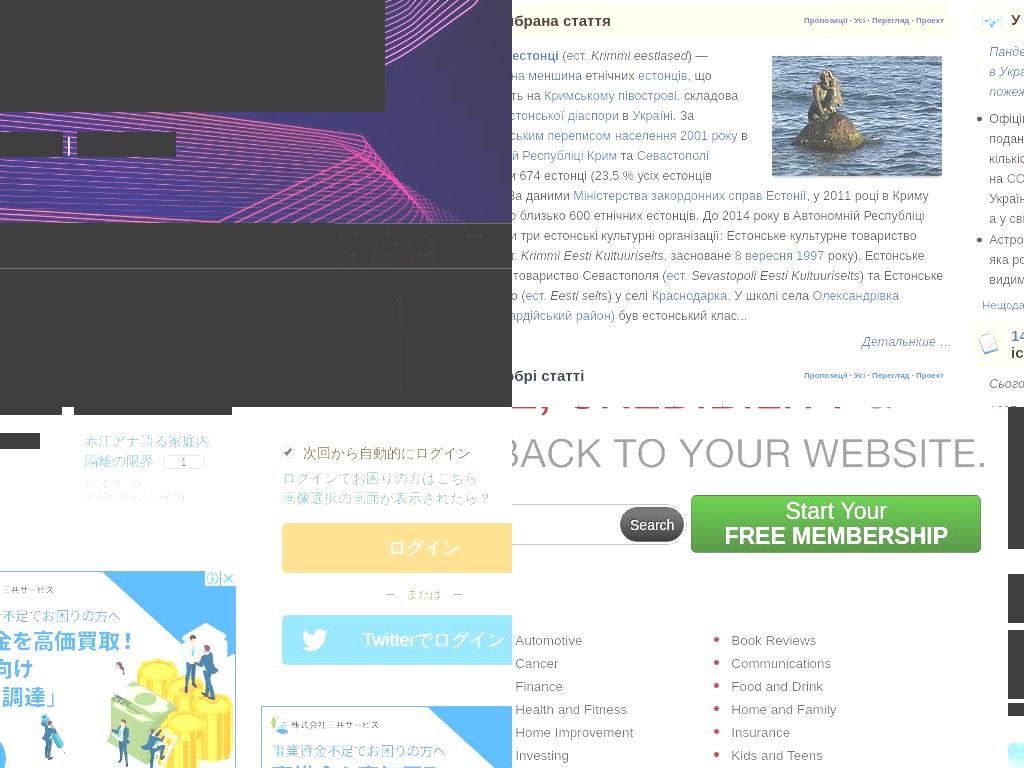 ибрана стаття
Пропозиції · Усі · Перегляд · Проект
естонці (ест. Krimmi eestlased) —
на меншина етнічних естонців, що
ть на Кримському півострові. складова
стонської діаспори в Україні. За
ським переписом населення 2001 року в
й Республіці Крим та Севастополі
и 674 естонці (23,5 % усіх естонців
За даними Міністерства закордонних справ Естонії, у 2011 році в Криму
о близько 600 етнічних естонців. До 2014 року в Автономній Республіці
и три естонські культурні організації: Естонське культурне товариство
т. Krimmi Eesti Kultuuriselts, засноване 8 вересня 1997 року). Естонське
товариство Севастополя (ест. Sevastopoli Eesti Kultuuriselts) та Естонське
о (ест. Eesti selts) у селі Краснодарка. У школі села Олександрівка
ардійський район) був естонський клас...
Детальніше ...
обрі статті
Пропозиції · Усі · Перегляд · Проект
У
Панде
в Укра
пожеж
Офіці
подан
кількіс
на CO
Україн
а у сві
Астро
яка ро
видим
Нещода
14
іс
Сього
赤江アナ語る家庭内
隔離の限界 1
次回から自動的にログイン
ログインでお困りの方はこちら
画像選択の画面が表示されたら？
ログイン
または
Twitterでログイン
三共サービス
不足でお困りの方へ
金を高価買取！
向け
調達」
株式会社三共サービス
事業資金不足でお困りの方へ
BACK TO YOUR WEBSITE.
Search
Start Your
FREE MEMBERSHIP
Automotive
Cancer
Finance
Health and Fitness
Home Improvement
Investing
Book Reviews
Communications
Food and Drink
Home and Family
Insurance
Kids and Teens